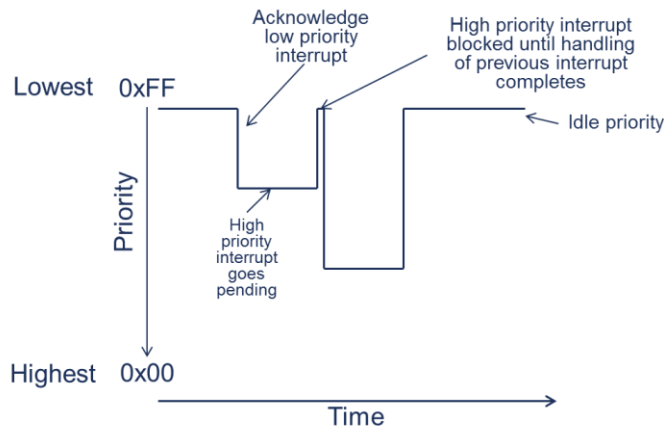 Acknowledge
low priority
interrupt
High priority interrupt
blocked until handling
of previous interrupt
completes
Lowest 0xFF
Idle priority
Priority
High
priority
interrupt
goes
pending
Highest 0x00
Time